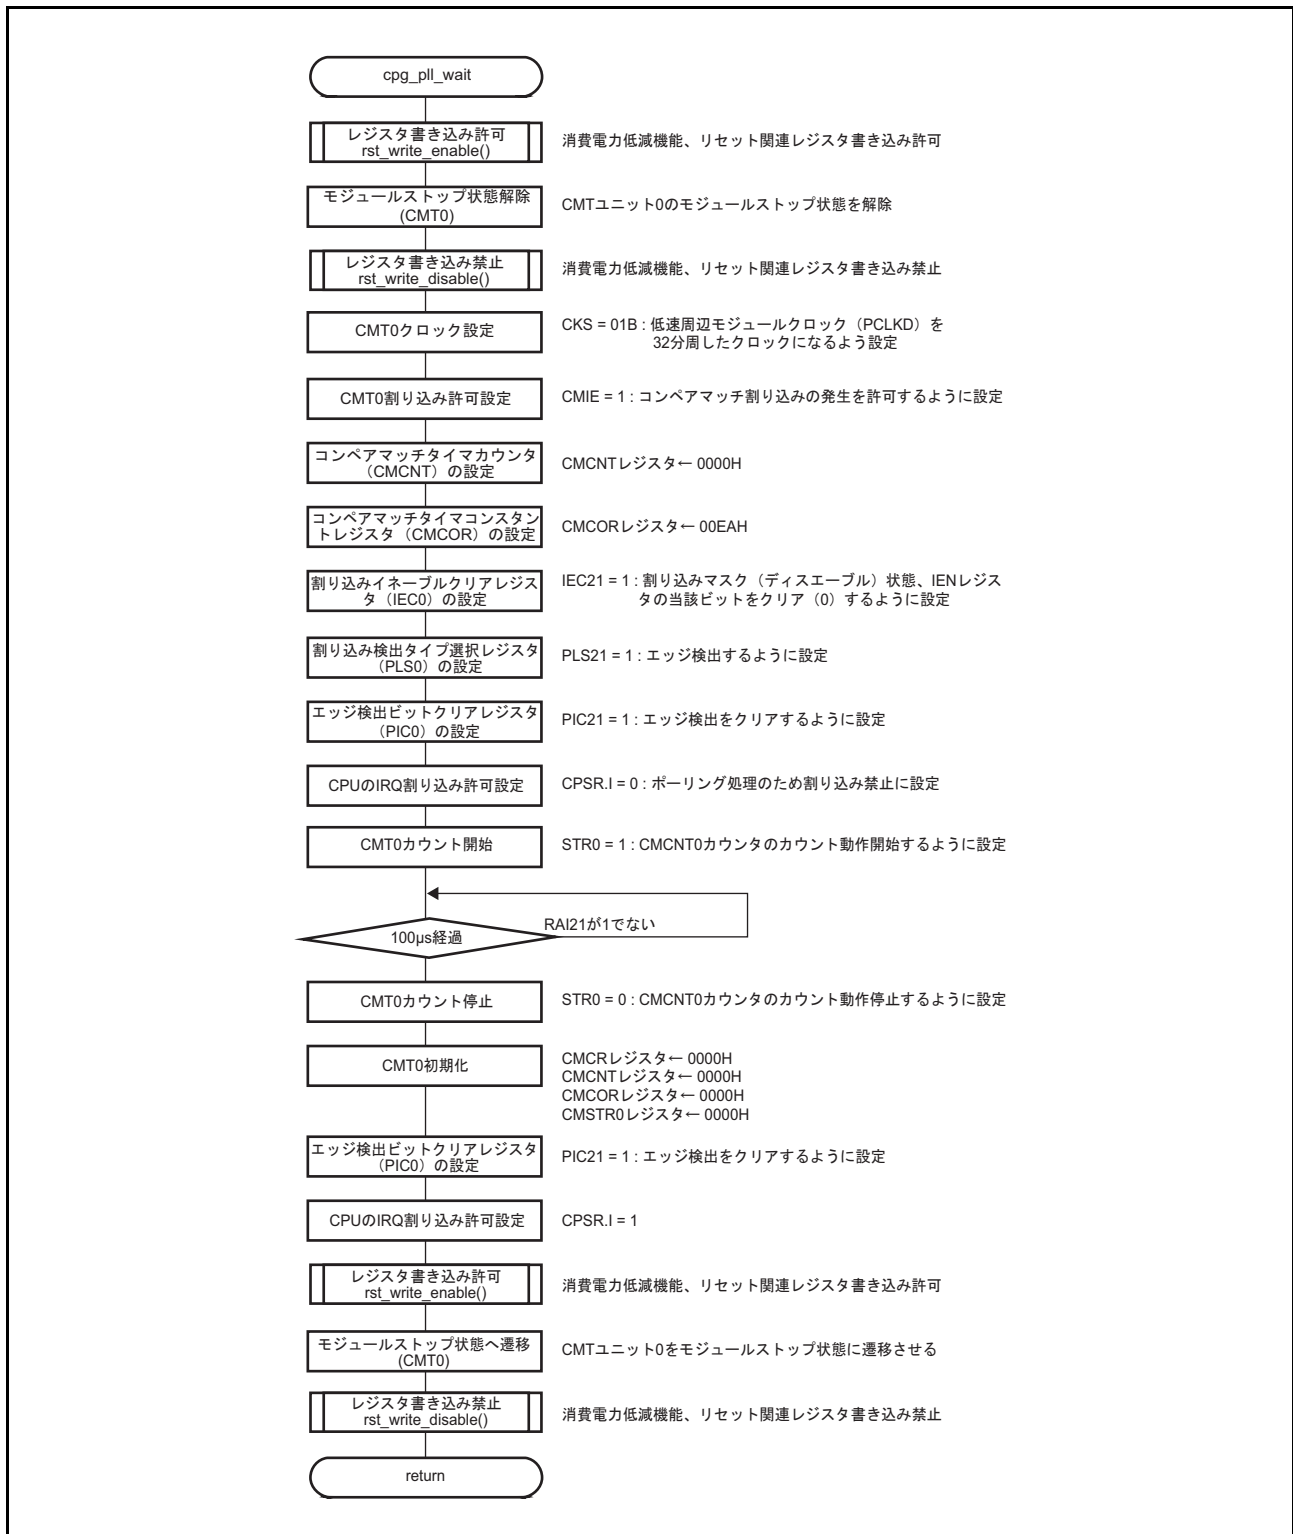 cpg_pll_wait
レジスタ書き込み許可
rst_write_enable()
消費電力低減機能、リセット関連レジスタ書き込み許可
モジュールストップ状態解除
(CMT0)
CMTユニット0のモジュールストップ状態を解除
レジスタ書き込み禁止
rst_write_disable()
消費電力低減機能、リセット関連レジスタ書き込み禁止
CMT0クロック設定
CKS = 01B : 低速周辺モジュールクロック（PCLKD）を
32分周したクロックになるよう設定
CMT0割り込み許可設定
CMIE = 1 : コンペアマッチ割り込みの発生を許可するように設定
コンペアマッチタイマカウンタ
（CMCNT）の設定
CMCNTレジスタ← 0000H
コンペアマッチタイマコンスタン
トレジスタ（CMCOR）の設定
CMCORレジスタ← 00EAH
割り込みイネーブルクリアレジス
タ（IEC0）の設定
IEC21 = 1 : 割り込みマスク（ディスエーブル）状態、IENレジス
タの当該ビットをクリア（0）するように設定
割り込み検出タイプ選択レジスタ
（PLS0）の設定
PLS21 = 1 : エッジ検出するように設定
エッジ検出ビットクリアレジスタ
（PIC0）の設定
PIC21 = 1 : エッジ検出をクリアするように設定
CPUのIRQ割り込み許可設定
CPSR.I = 0 : ポーリング処理のため割り込み禁止に設定
CMT0カウント開始
STR0 = 1 : CMCNT0カウンタのカウント動作開始するように設定
RAI21が1でない
100μs経過
CMT0カウント停止
STR0 = 0 : CMCNT0カウンタのカウント動作停止するように設定
CMT0初期化
CMCRレジスタ← 0000H
CMCNTレジスタ← 0000H
CMCORレジスタ← 0000H
CMSTR0レジスタ← 0000H
エッジ検出ビットクリアレジスタ
（PIC0）の設定
PIC21 = 1 : エッジ検出をクリアするように設定
CPUのIRQ割り込み許可設定
CPSR.I = 1
レジスタ書き込み許可
rst_write_enable()
消費電力低減機能、リセット関連レジスタ書き込み許可
モジュールストップ状態へ遷移
(CMT0)
CMTユニット0をモジュールストップ状態に遷移させる
レジスタ書き込み禁止
rst_write_disable()
消費電力低減機能、リセット関連レジスタ書き込み禁止
return